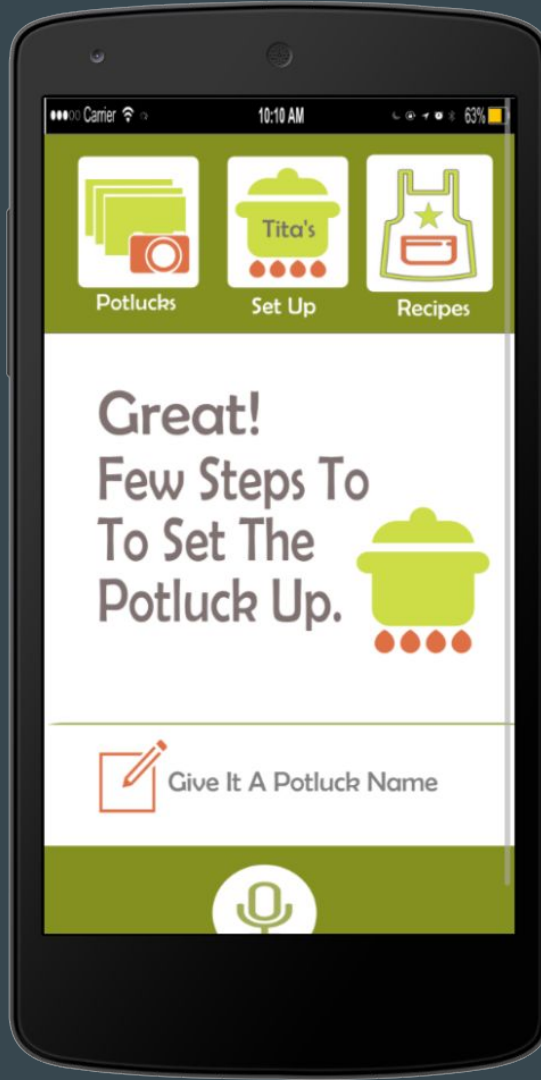 Carrier 10:10 AM 63%
Tita's
Potlucks Set Up Recipes
Great!
Few Steps To
To Set The
Potluck Up.
Give It A Potluck Name